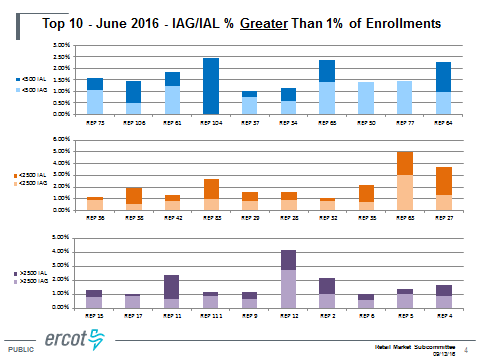 Top 10 - June 2016 - IAG/IAL % Greater Than 1% of Enrollments
3.00%
2.50%
2.00%
1.50%
1.00%
0.50%
0.00%
<500 IAL
<500 IAG
REP 73 REP 106 REP 61 REP 104 REP 37 REP 34 REP 65 REP 50 REP 77 REP 64
6.00%
5.00%
4.00%
3.00%
2.00%
1.00%
0.00%
<2500 IAL
<2500 IAG
REP 36 REP 38 REP 42 REP 83 REP 29 REP 28 REP 32 REP 35 REP 63 REP 27
5.00%
4.00%
3.00%
2.00%
1.00%
0.00%
>2500 IAL
>2500 IAG
REP 15 REP 17 REP 11 REP 111 REP 9 REP 12 REP 2 REP 6 REP 5 REP 4
PUBLIC
ercot
Retail Market Subcommittee
09/13/16
4